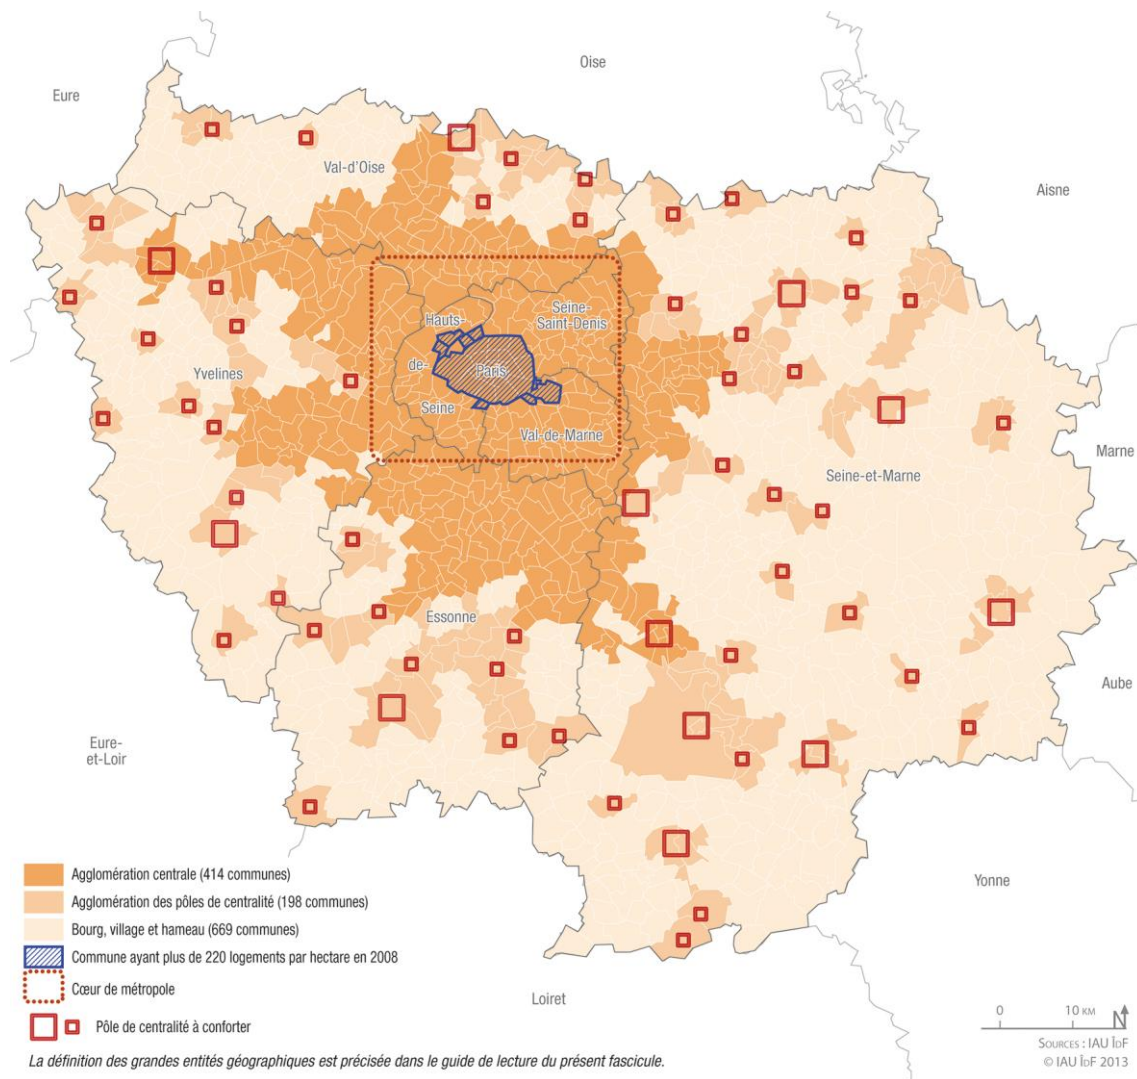 Oise
Eure
Val-d'Oise
Aisne
Hauts-
Seine-
Saint-Denis
de-
Paris
Yvelines
Seine
Val-de-Marne
Marne
Seine-et-Marne
Essonne
Aube
Eure-
et-Loir
Yonne
Loiret
Agglomération centrale (414 communes)
Agglomération des pôles de centralité (198 communes)
Bourg, village et hameau (669 communes)
Commune ayant plus de 220 logements par hectare en 2008
Cœur de métropole
Pôle de centralité à conforter
0 10 KM N
SOURCES : IAU ÎDF
© IAU ÎDF 2013
La définition des grandes entités géographiques est précisée dans le guide de lecture du présent fascicule.